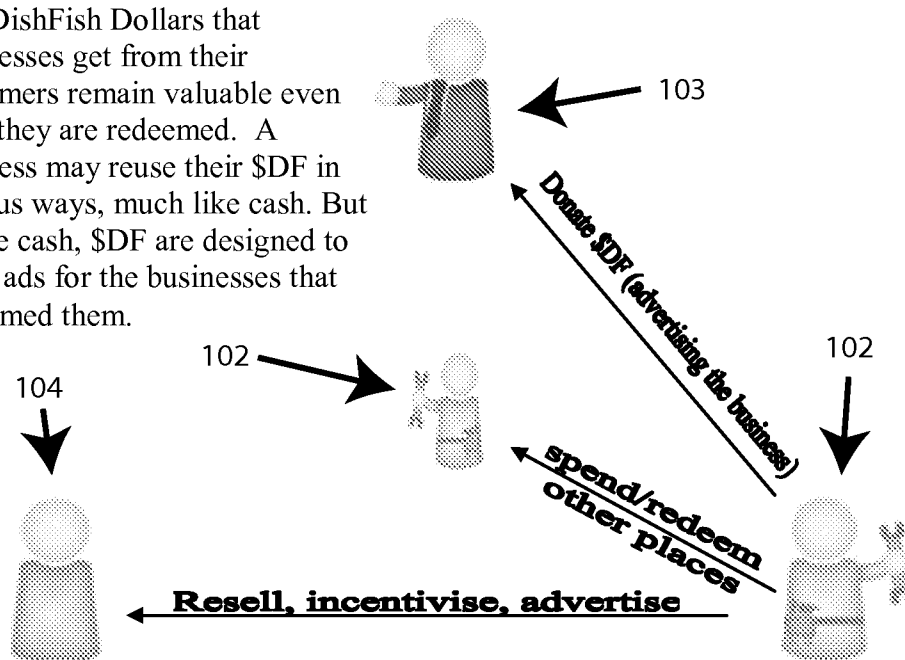 DishFish Dollars that
esses get from their
mers remain valuable even
they are redeemed. A
ess may reuse their $DF in
us ways, much like cash. But
e cash, $DF are designed to
ads for the businesses that
med them.
103
Donate $DF (advertising the business)
102
102
104
spend/redeem
other places
Resell, incentivise, advertise